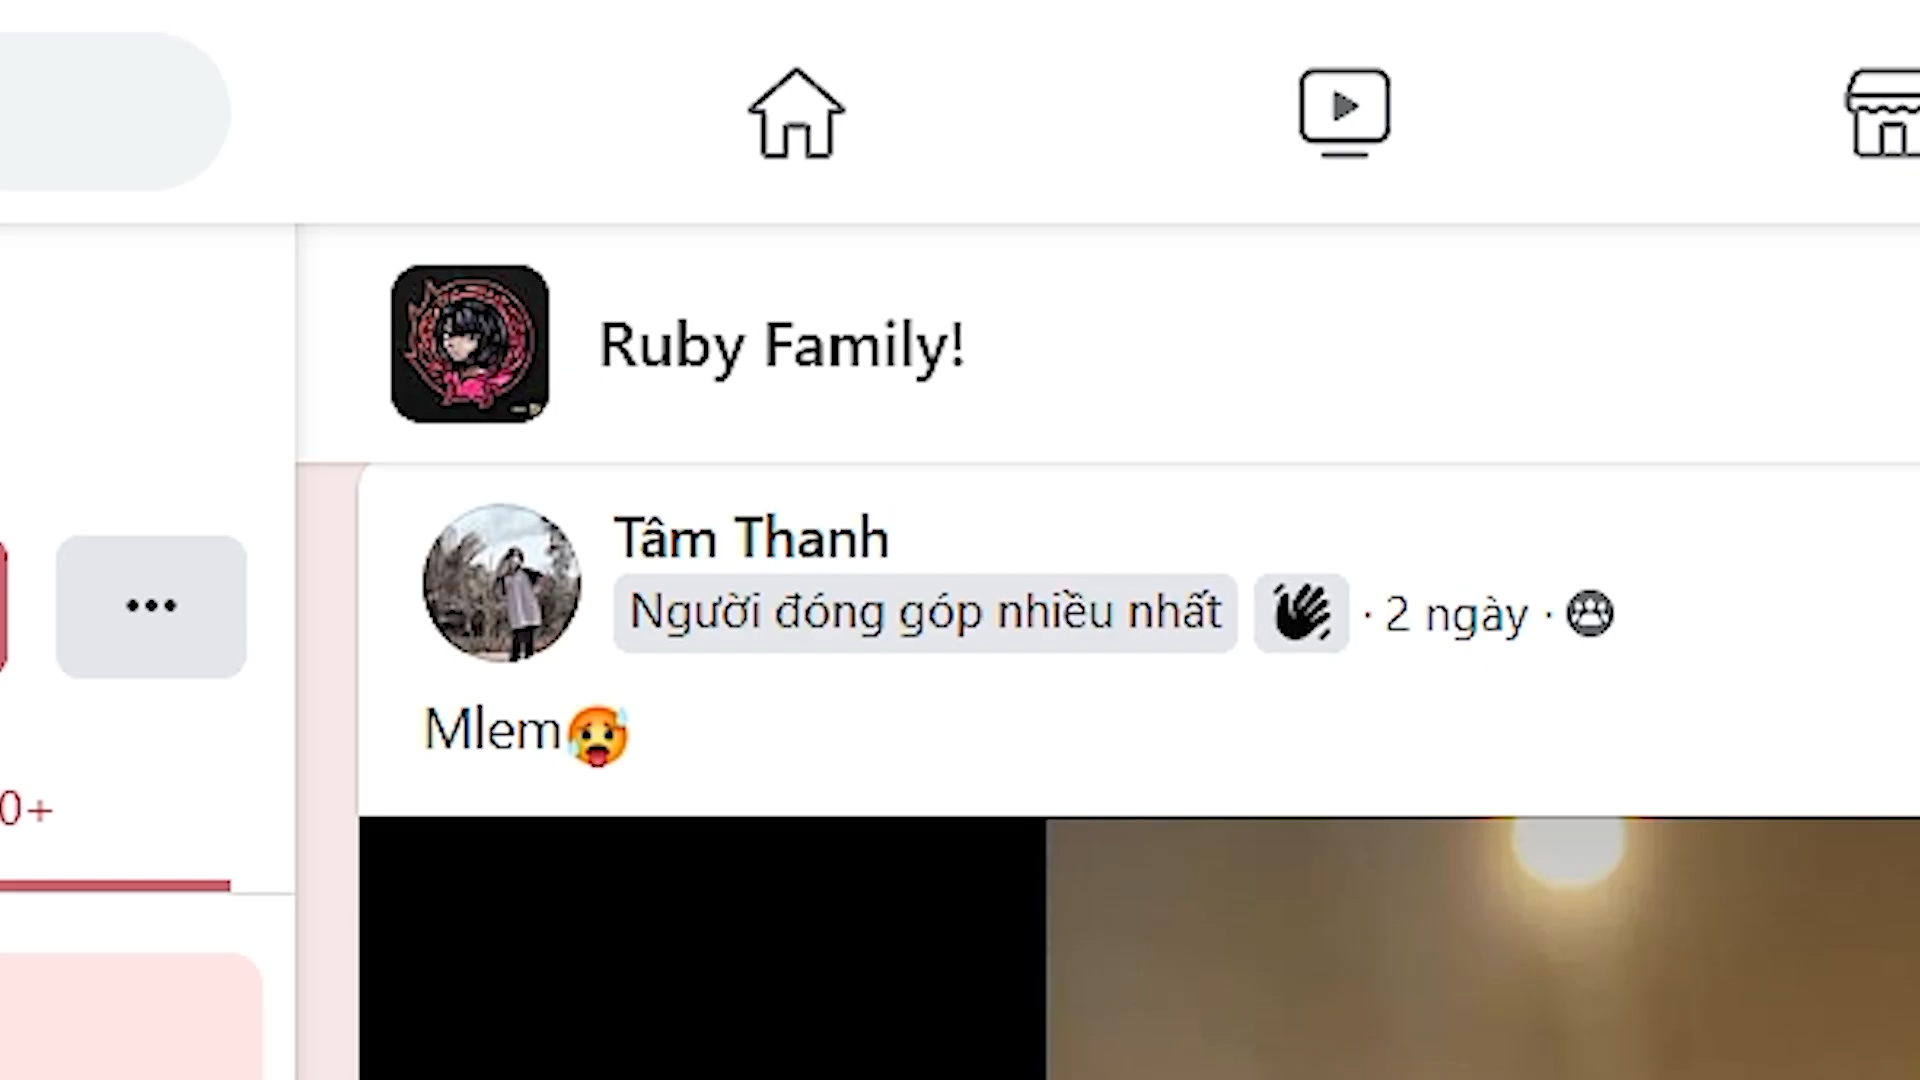 Ruby Family!
Tâm Thanh
Người đóng góp nhiều nhất · 2 ngày ·
Mlem🥵
0+